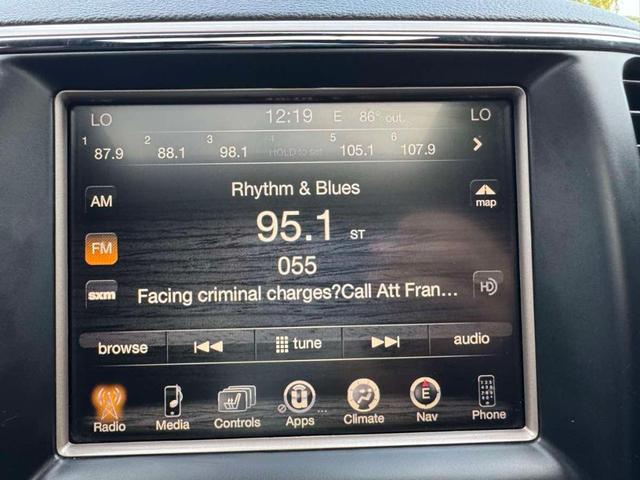 LO 12:19 E 86° out. LO
1 87.9 2 88.1 3 98.1 4 HOLD to set 5 105.1 6 107.9
Rhythm & Blues
AM
map
95.1 ST
FM
055
sxm
Facing criminal charges?Call Att Fran...
HD
browse tune audio
Radio Media Controls Apps Climate E Nav Phone